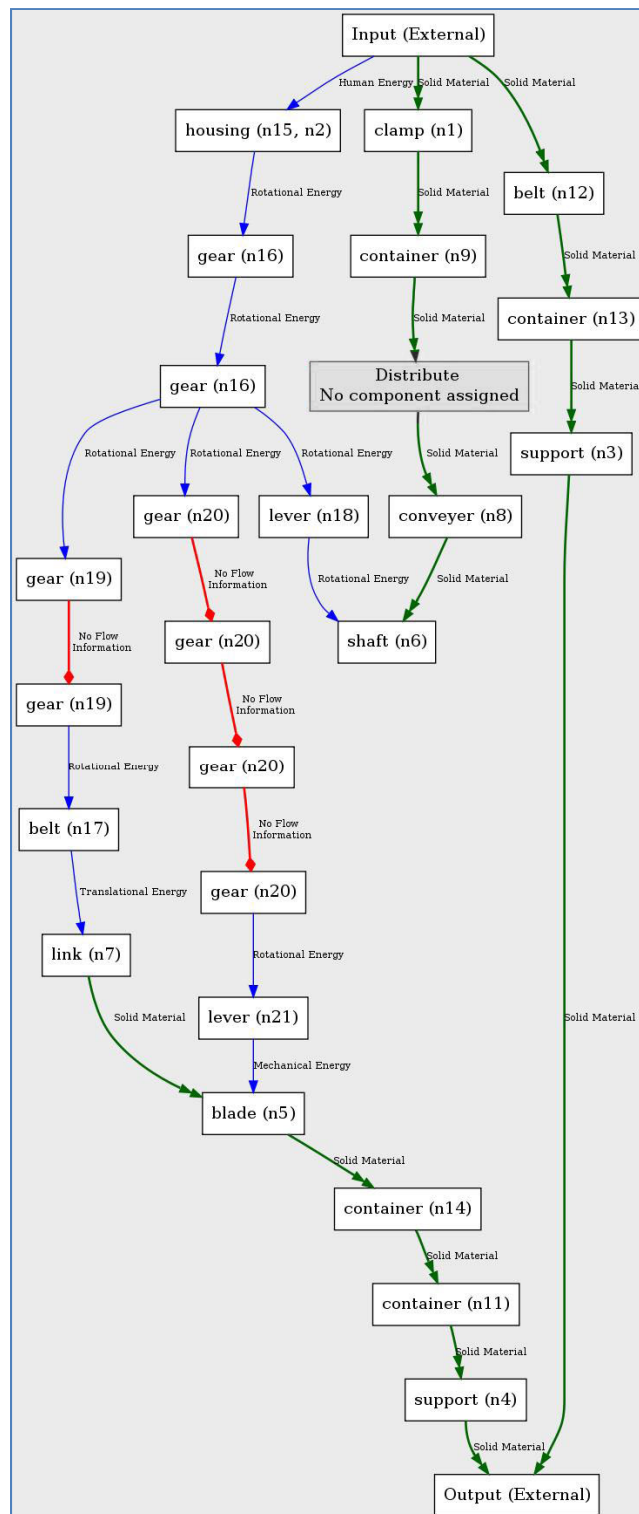 Input (External)
Human Energy
Solid Material
Solid Material
housing (n15, n2)
clamp (n1)
Rotational Energy
Solid Material
belt (n12)
gear (n16)
container (n9)
Solid Material
Rotational Energy
Solid Material
container (n13)
gear (n16)
Distribute
No component assigned
Solid Material
Rotational Energy
Rotational Energy
Rotational Energy
Solid Material
support (n3)
gear (n20)
lever (n18)
conveyer (n8)
gear (n19)
No Flow
Information
Rotational Energy
Solid Material
No Flow
Information
gear (n20)
shaft (n6)
gear (n19)
No Flow
Information
Rotational Energy
gear (n20)
belt (n17)
No Flow
Information
Translational Energy
gear (n20)
link (n7)
Rotational Energy
Solid Material
lever (n21)
Solid Material
Mechanical Energy
blade (n5)
Solid Material
container (n14)
Solid Material
container (n11)
Solid Material
support (n4)
Solid Material
Output (External)